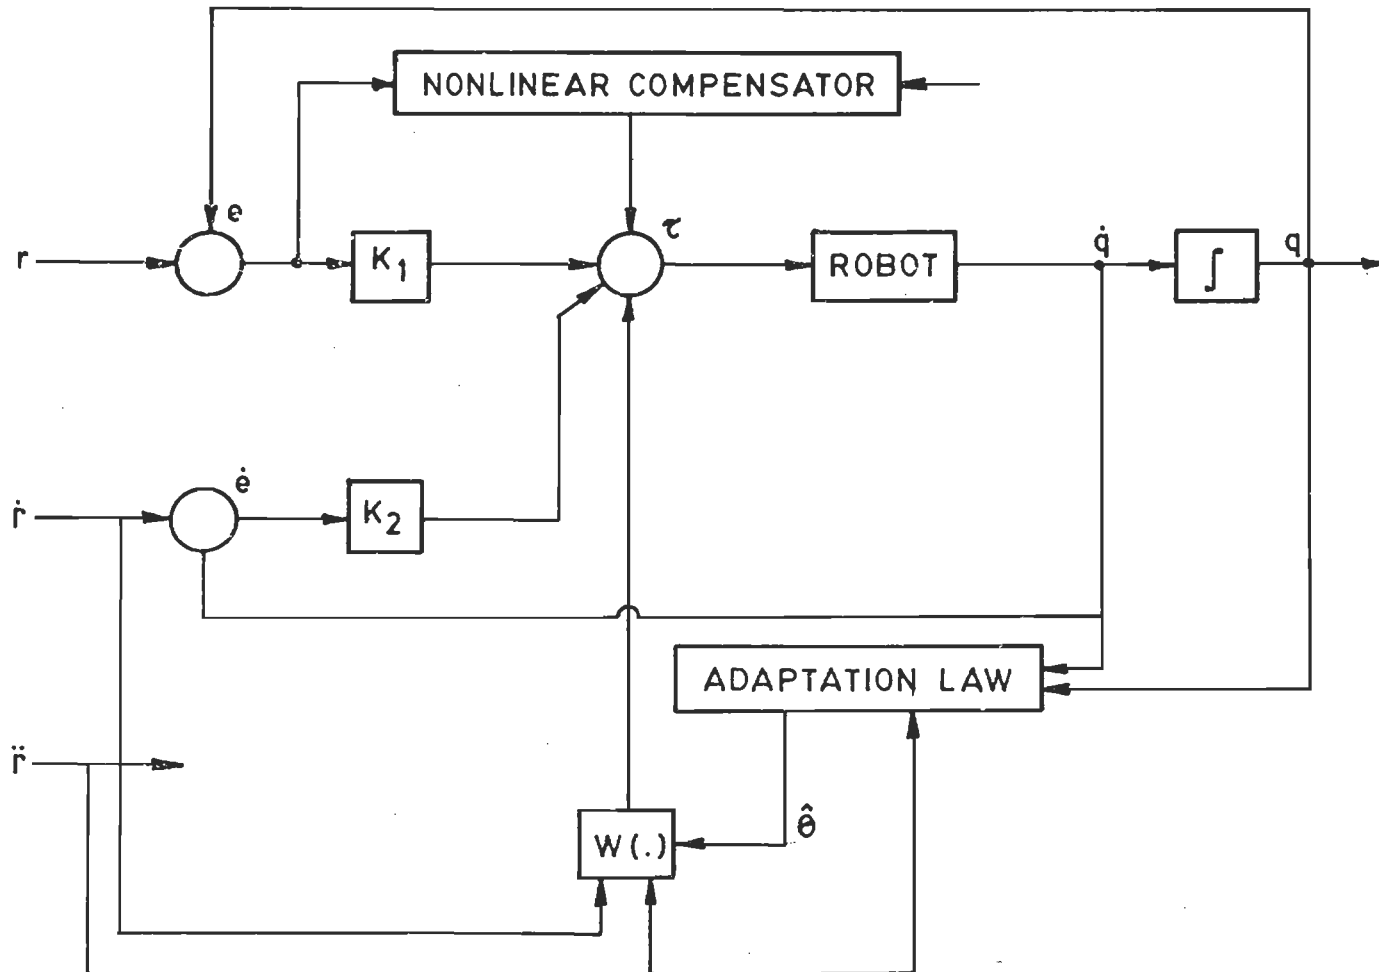 NONLINEAR COMPENSATOR
e
τ
q̇
q
r
K₁
ROBOT
∫
ė
ṙ
K₂
ADAPTATION LAW
r̈
θ̂
W(.)